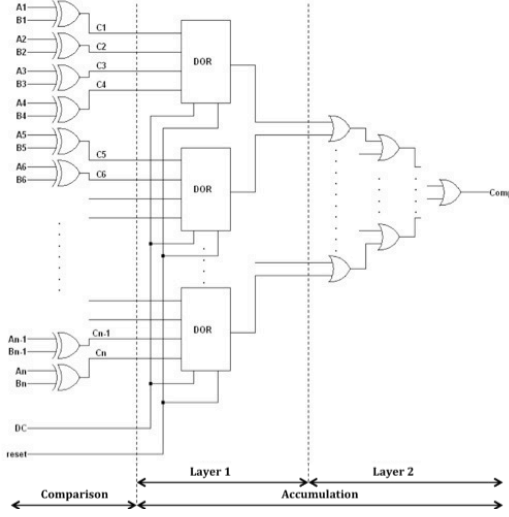 A1
B1
C1
A2
B2
C2
A3
B3
C3
A4
B4
C4
DOR
A5
B5
C5
A6
B6
C6
DOR
An-1
Bn-1
Cn-1
An
Bn
Cn
DOR
DC
reset
Layer 1
Layer 2
Comparison
Accumulation